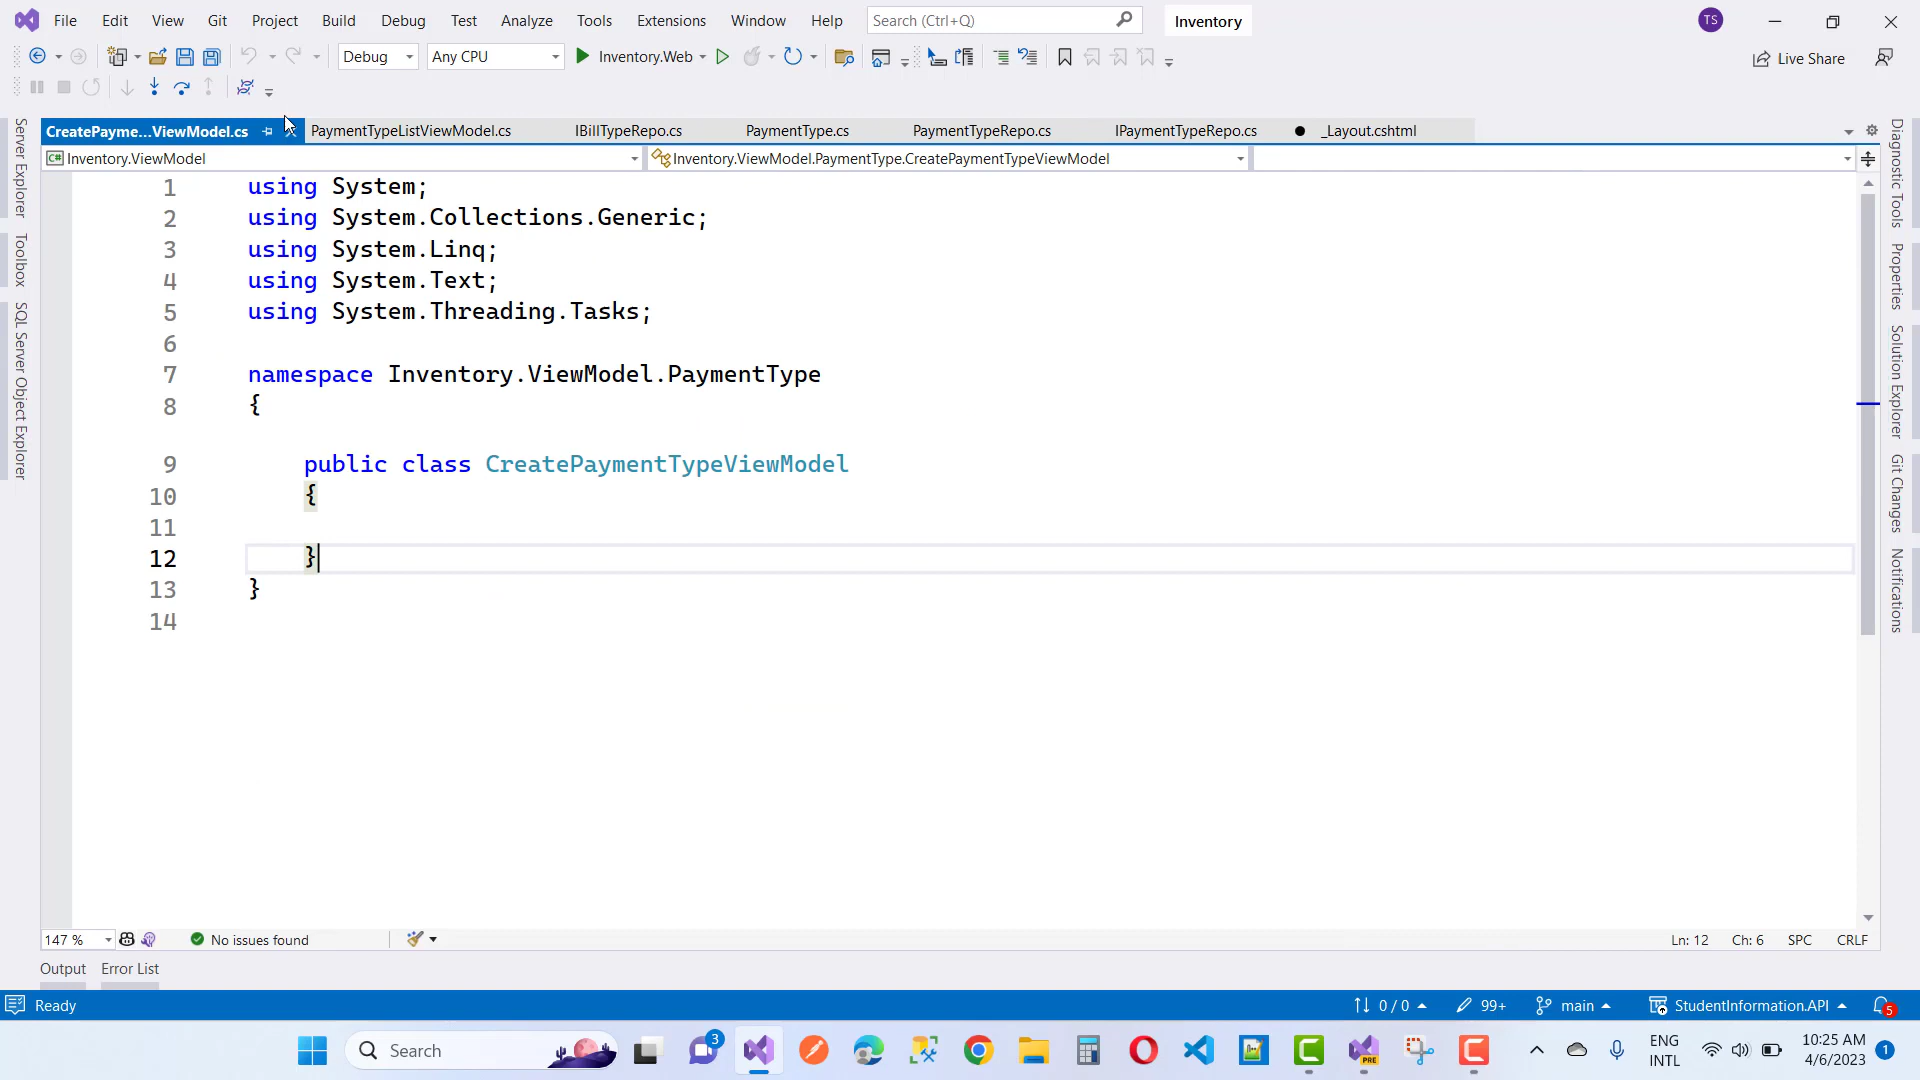 File Edit View Git Project Build Debug Test Analyze Tools Extensions Window Help Search (Ctrl+Q) Inventory TS
Debug Any CPU Inventory.Web Live Share
CreatePayme...ViewModel.cs PaymentTypeListViewModel.cs IBillTypeRepo.cs PaymentType.cs PaymentTypeRepo.cs IPaymentTypeRepo.cs _Layout.cshtml
C# Inventory.ViewModel Inventory.ViewModel.PaymentType.CreatePaymentTypeViewModel
Server Explorer
Toolbox
SQL Server Object Explorer
1 using System;
2 using System.Collections.Generic;
3 using System.Linq;
4 using System.Text;
5 using System.Threading.Tasks;
6
7 namespace Inventory.ViewModel.PaymentType
8 {
9 public class CreatePaymentTypeViewModel
10 {
11
12 }
13 }
14
Diagnostic Tools
Properties
Solution Explorer
Git Changes
Notifications
147 % No issues found Ln: 12 Ch: 6 SPC CRLF
Output Error List
Ready 0 / 0 99+ main StudentInformation.API 5
Search 3 PRE ENG 10:25 AM 1
INTL 4/6/2023